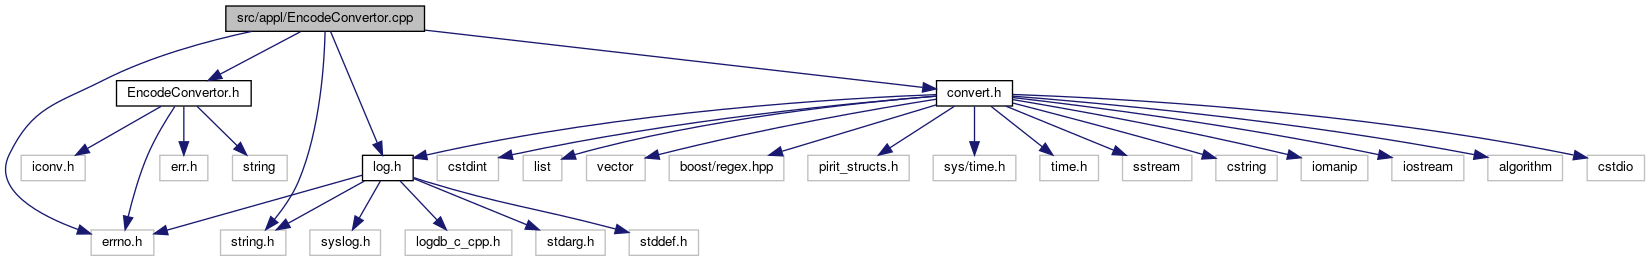 src/appl/EncodeConvertor.cpp
EncodeConvertor.h
convert.h
iconv.h
err.h
string
log.h
cstdint
list
vector
boost/regex.hpp
pirit_structs.h
sys/time.h
time.h
sstream
cstring
iomanip
iostream
algorithm
cstdio
errno.h
string.h
syslog.h
logdb_c_cpp.h
stdarg.h
stddef.h